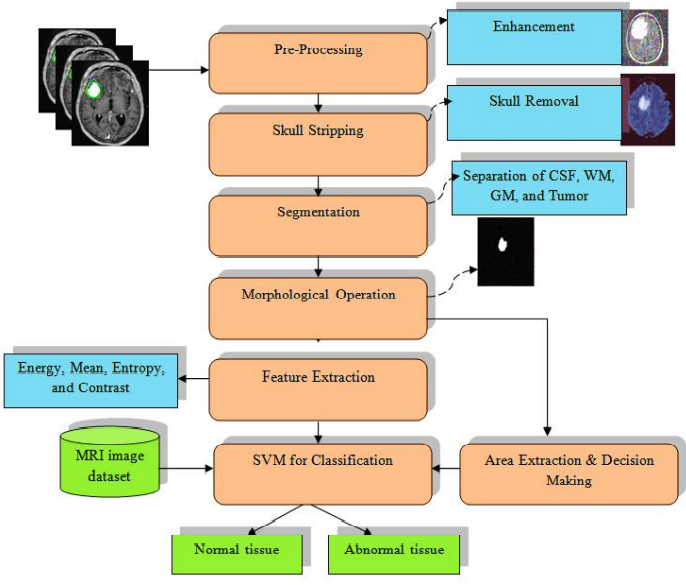 Pre-Processing
Enhancement
Skull Stripping
Skull Removal
Segmentation
Separation of CSF, WM,
GM, and Tumor
Morphological Operation
Energy, Mean, Entropy,
and Contrast
Feature Extraction
MRI image
dataset
SVM for Classification
Area Extraction & Decision
Making
Normal tissue
Abnormal tissue